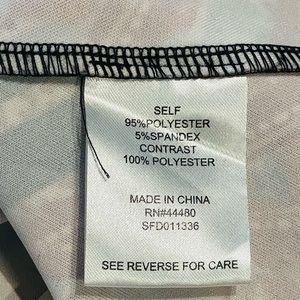 SELF
95%POLYESTER
5%SPANDEX
CONTRAST
100% POLYESTER
MADE IN CHINA
RN#44480
SFD011336
SEE REVERSE FOR CARE